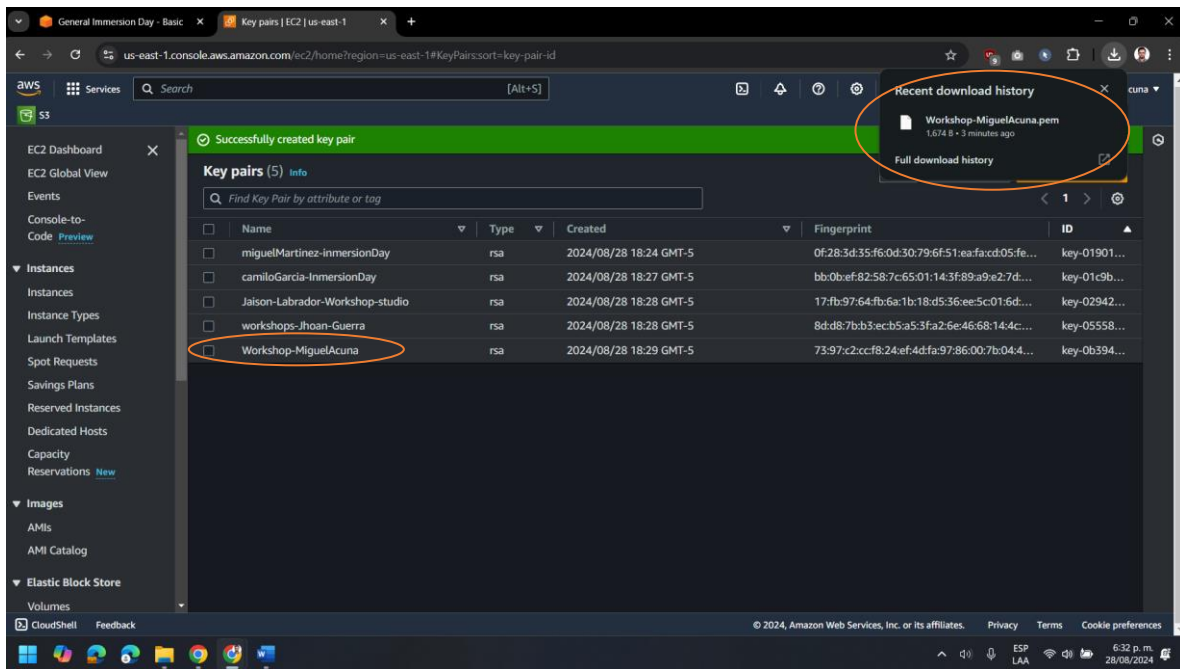 General Immersion Day - Basic
Key pairs | EC2 | us-east-1
us-east-1.console.aws.amazon.com/ec2/home?region=us-east-1#KeyPairs:sort=key-pair-id
aws
Services
Search
[Alt+S]
cuna
S3
Recent download history
Workshop-MiguelAcuna.pem
1,674 B • 3 minutes ago
Full download history
EC2 Dashboard
EC2 Global View
Events
Console-to-
Code Preview
Instances
Instances
Instance Types
Launch Templates
Spot Requests
Savings Plans
Reserved Instances
Dedicated Hosts
Capacity
Reservations New
Images
AMIs
AMI Catalog
Elastic Block Store
Volumes
Successfully created key pair
Key pairs (5) Info
Find Key Pair by attribute or tag
1
Name Type Created Fingerprint ID
miguelMartinez-inmersionDay rsa 2024/08/28 18:24 GMT-5 0f:28:3d:35:f6:0d:30:79:6f:51:ea:fa:cd:05:fe... key-01901...
camiloGarcia-InmersionDay rsa 2024/08/28 18:27 GMT-5 bb:0b:ef:82:58:7c:65:01:14:3f:89:a9:e2:7d:... key-01c9b...
Jaison-Labrador-Workshop-studio rsa 2024/08/28 18:28 GMT-5 17:fb:97:64:fb:6a:1b:18:d5:36:ee:5c:01:6d:... key-02942...
workshops-Jhoan-Guerra rsa 2024/08/28 18:28 GMT-5 8d:d8:7b:b3:ec:b5:a5:3f:a2:6e:46:68:14:4c:... key-05558...
Workshop-MiguelAcuna rsa 2024/08/28 18:29 GMT-5 73:97:c2:cc:f8:24:ef:4d:fa:97:86:00:7b:04:4... key-0b394...
CloudShell Feedback
© 2024, Amazon Web Services, Inc. or its affiliates. Privacy Terms Cookie preferences
ESP
LAA
6:32 p. m.
28/08/2024